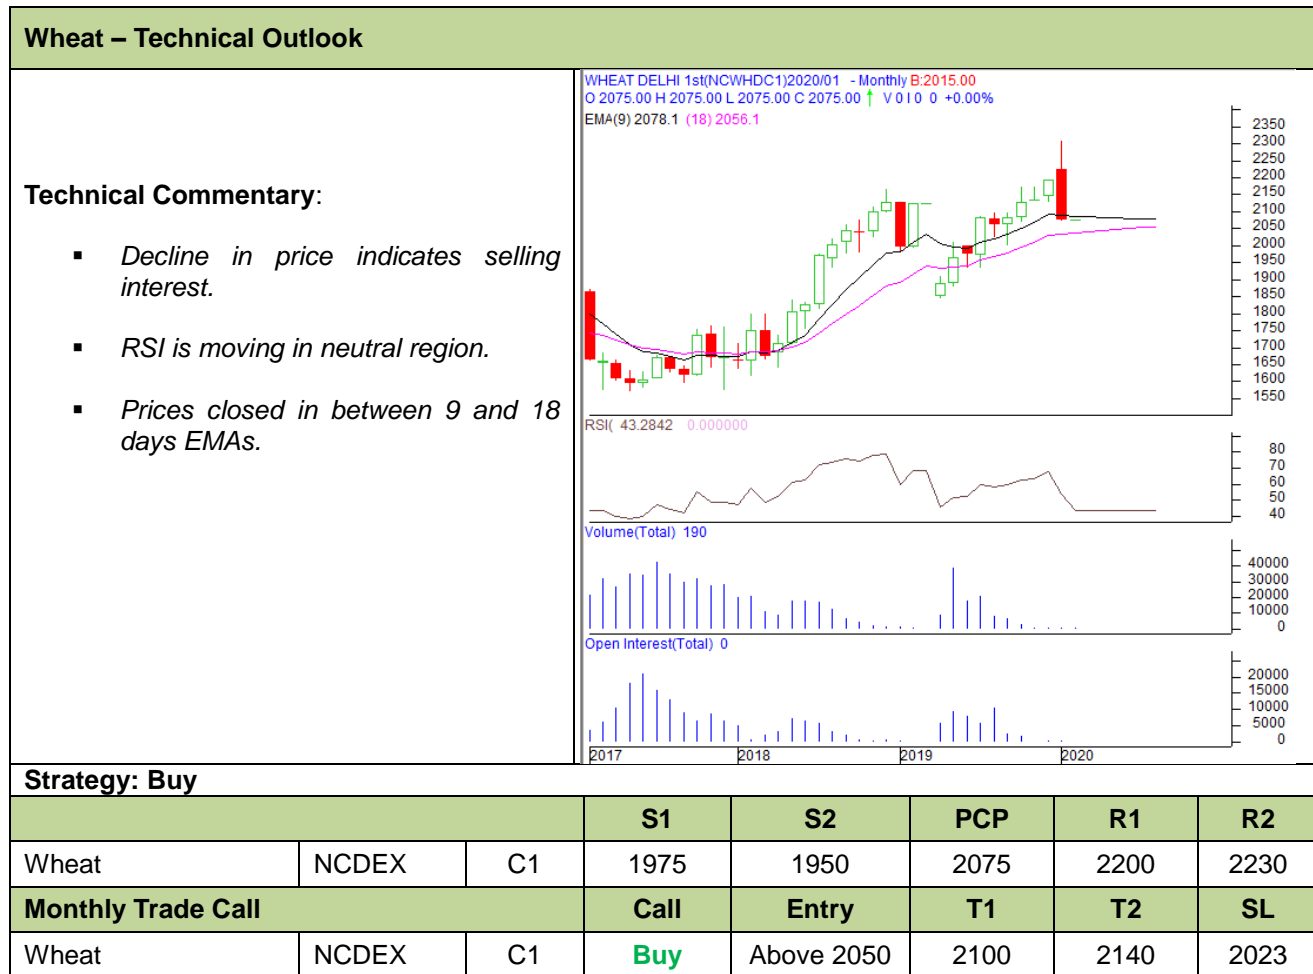 Wheat – Technical Outlook
Technical Commentary:
▪ Decline in price indicates selling
interest.
▪ RSI is moving in neutral region.
▪ Prices closed in between 9 and 18
days EMAs.
WHEAT DELHI 1st(NCWHDC1)2020/01 - Monthly B:2015.00
O 2075.00 H 2075.00 L 2075.00 C 2075.00 ↑ V 0 I 0 0 +0.00%
EMA(9) 2078.1 (18) 2056.1
2350
2300
2250
2200
2150
2100
2050
2000
1950
1900
1850
1800
1750
1700
1650
1600
1550
RSI( 43.2842 0.000000
80
70
60
50
40
Volume(Total) 190
40000
30000
20000
10000
0
Open Interest(Total) 0
20000
15000
10000
5000
0
2017 2018 2019 2020
Strategy: Buy
S1 S2 PCP R1 R2
Wheat NCDEX C1 1975 1950 2075 2200 2230
Monthly Trade Call Call Entry T1 T2 SL
Wheat NCDEX C1 Buy Above 2050 2100 2140 2023